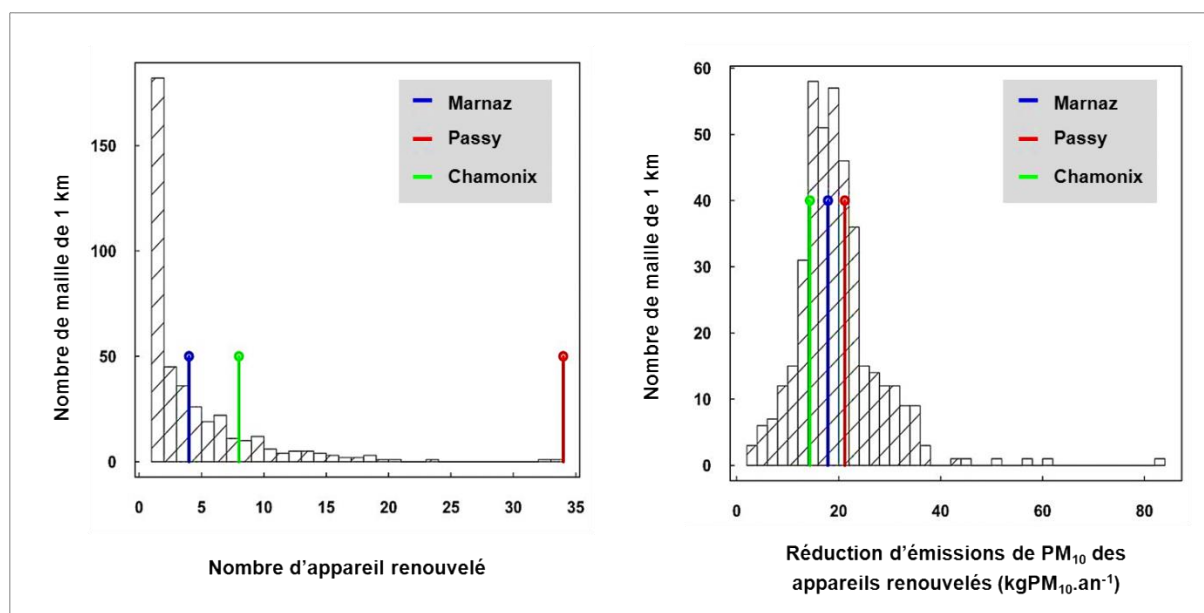 Nombre de maille de 1 km
150
100
50
0
Marnaz
Passy
Chamonix
0 5 10 15 20 25 30 35
Nombre d’appareil renouvelé
Nombre de maille de 1 km
60
50
40
30
20
10
0
Marnaz
Passy
Chamonix
0 20 40 60 80
Réduction d’émissions de PM₁₀ des
appareils renouvelés (kgPM₁₀.an⁻¹)